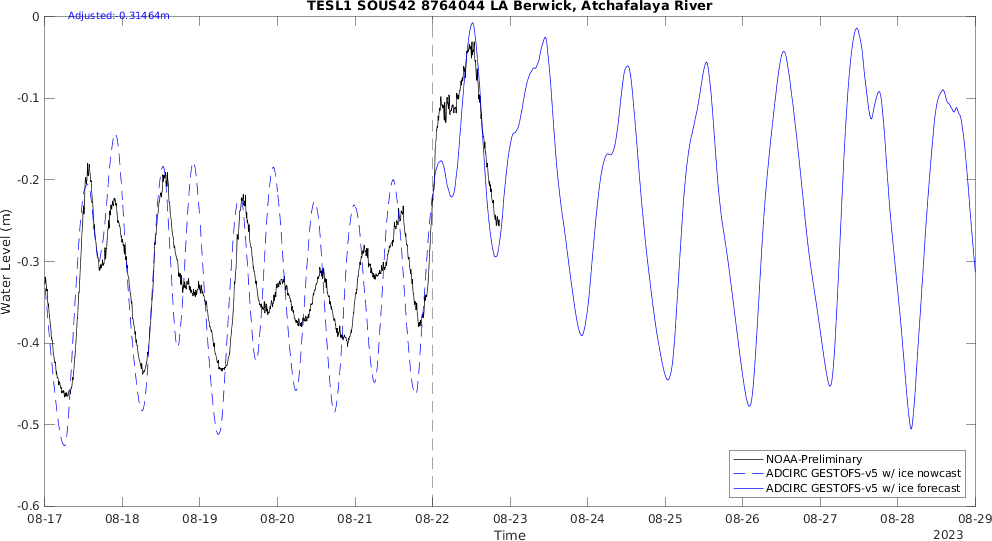 TESL1 SOUS42 8764044 LA Berwick, Atchafalaya River
Adjusted:-0.31464m
0
-0.1
-0.2
-0.3
-0.4
-0.5
-0.6
Water Level (m)
08-17 08-18 08-19 08-20 08-21 08-22 08-23 08-24 08-25 08-26 08-27 08-28 08-29
Time
2023
NOAA-Preliminary
ADCIRC GESTOFS-v5 w/ ice nowcast
ADCIRC GESTOFS-v5 w/ ice forecast